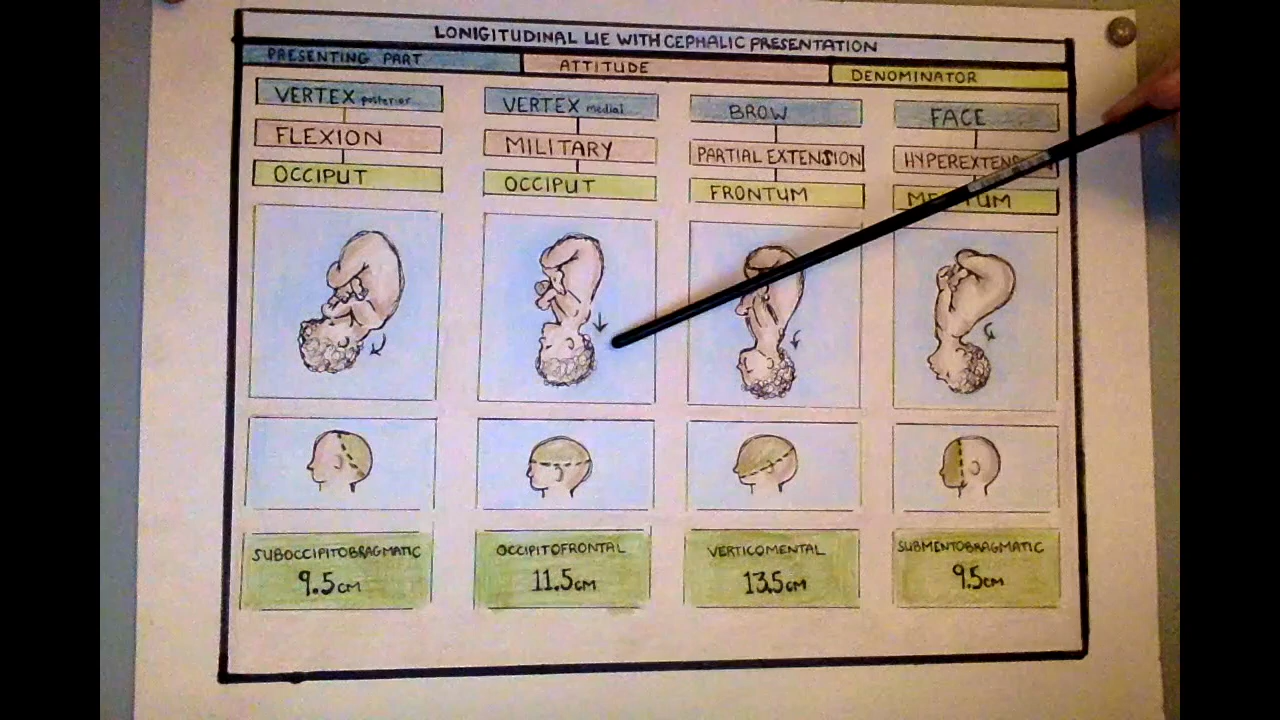 LONIGITUDINAL LIE WITH CEPHALIC PRESENTATION
PRESENTING PART
ATTITUDE
DENOMINATOR
VERTEX posterior
FLEXION
OCCIPUT
VERTEX medial
MILITARY
OCCIPUT
BROW
PARTIAL EXTENSION
FRONTUM
FACE
SUBOCCIPITOBRAGMATIC
9.5CM
OCCIPITOFRONTAL
11.5CM
VERTICOMENTAL
13.5CM
SUBMENTOBRAGMATIC
9.5CM